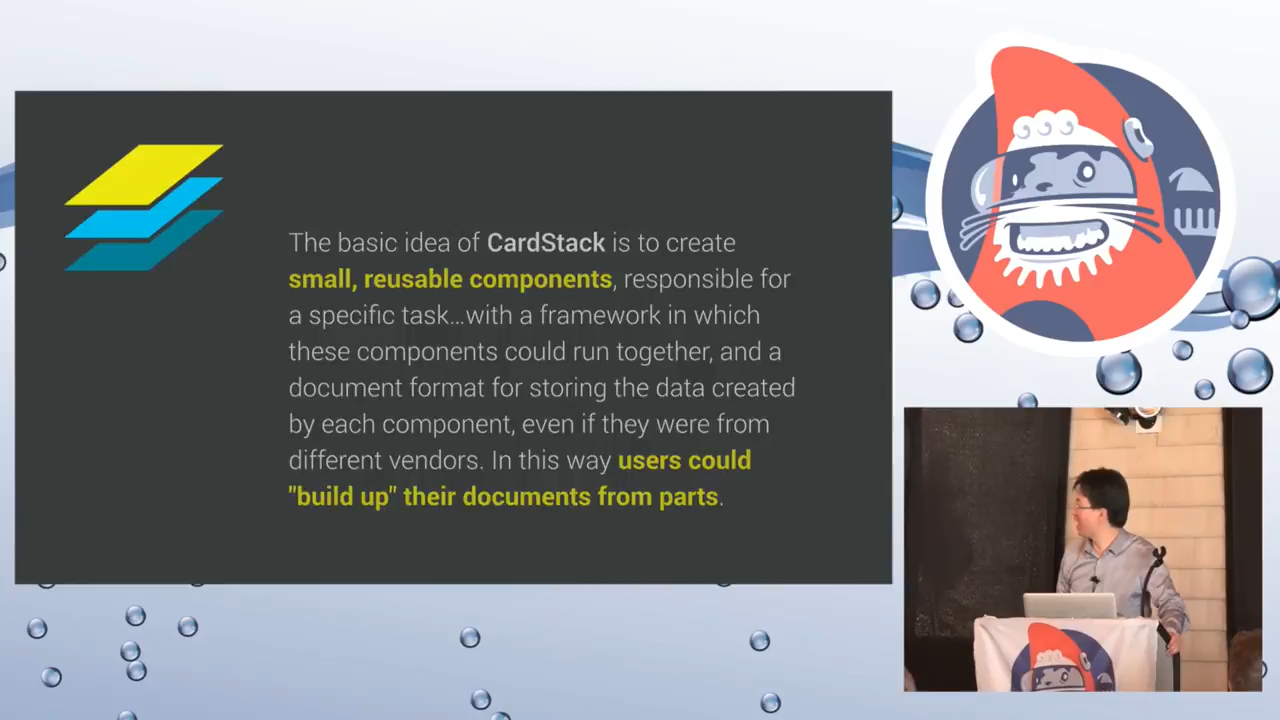 The basic idea of CardStack is to create
small, reusable components, responsible for
a specific task...with a framework in which
these components could run together, and a
document format for storing the data created
by each component, even if they were from
different vendors. In this way users could
"build up" their documents from parts.